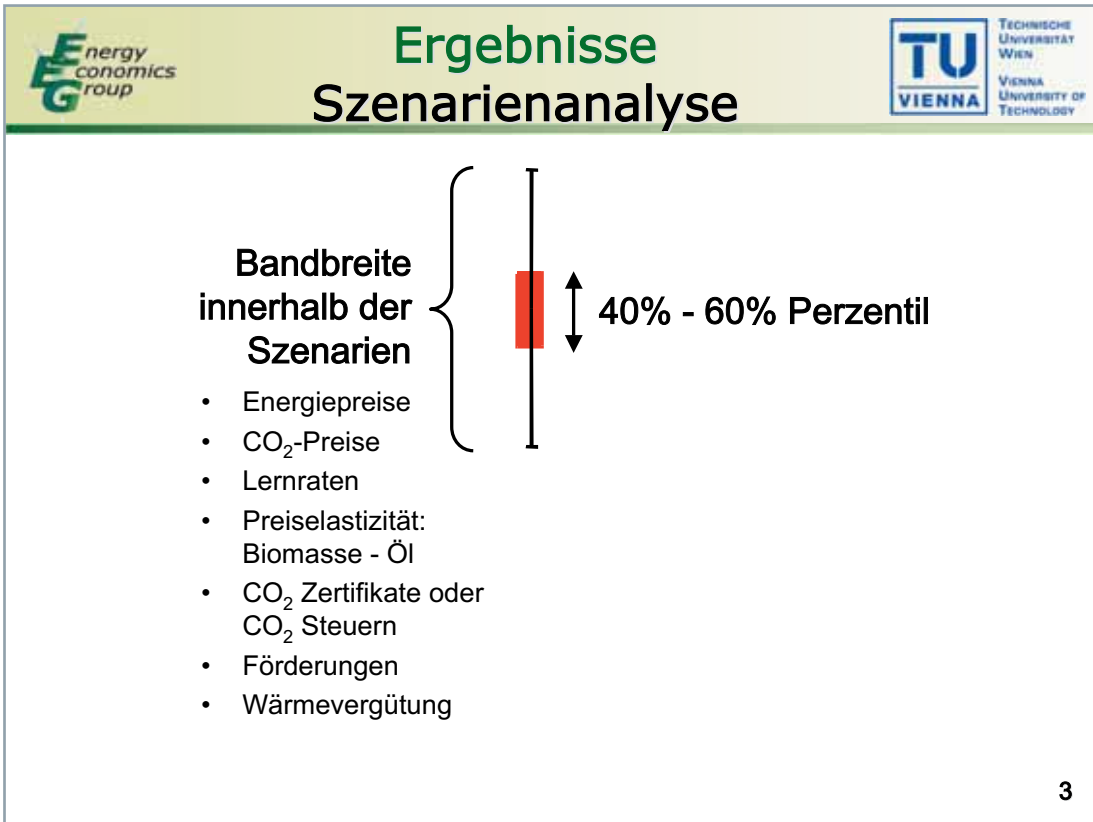 Energy
Economics
Group
Ergebnisse
Szenarienanalyse
TU
VIENNA
TECHNISCHE
UNIVERSITÄT
WIEN
VIENNA
UNIVERSITY OF
TECHNOLOGY
Bandbreite
innerhalb der
Szenarien
40% - 60% Perzentil
• Energiepreise
• CO₂-Preise
• Lernraten
• Preiselastizität:
Biomasse - Öl
• CO₂ Zertifikate oder
CO₂ Steuern
• Förderungen
• Wärmevergütung
3